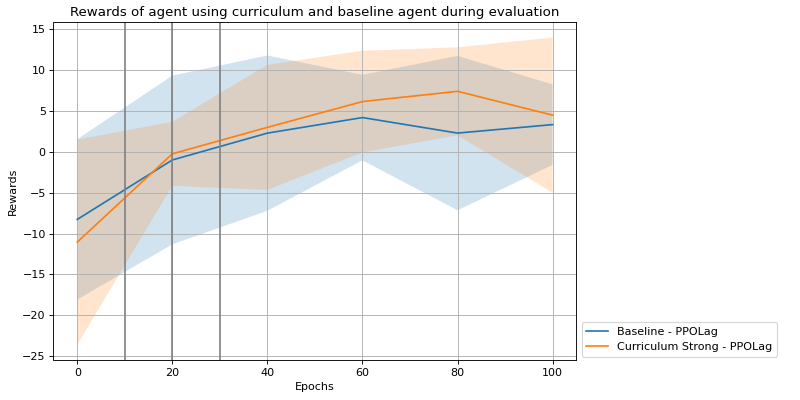 Rewards of agent using curriculum and baseline agent during evaluation
15
10
5
0
−5
−10
−15
−20
−25
Rewards
0 20 40 60 80 100
Epochs
Baseline - PPOLag
Curriculum Strong - PPOLag